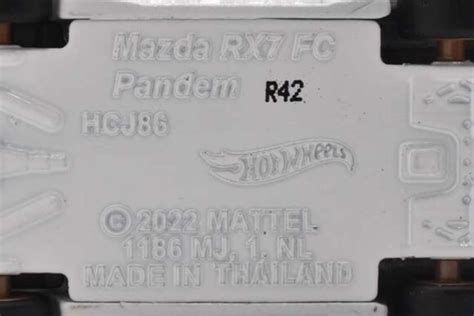 Mazda RX7 FC
Pandem R42
HCJ86
HOT WHEELS
© 2022 MATTEL
1186 MJ, 1, NL
MADE IN THAILAND